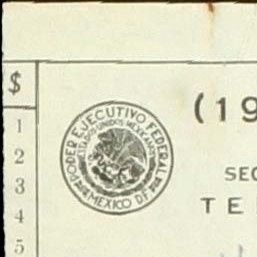 $
(19
1
PODER EJECUTIVO FEDERAL
ESTADOS UNIDOS MEXICANOS
MEXICO D.F.
2
3
SEC
4
TE
5